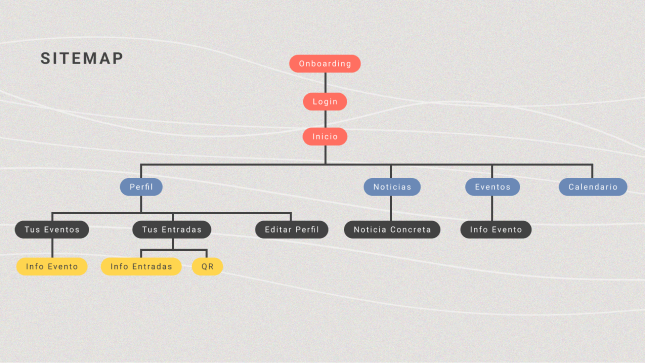 SITEMAP
Onboarding
Login
Inicio
Perfil
Noticias
Eventos
Calendario
Tus Eventos
Tus Entradas
Editar Perfil
Noticia Concreta
Info Evento
Info Evento
Info Entradas
QR